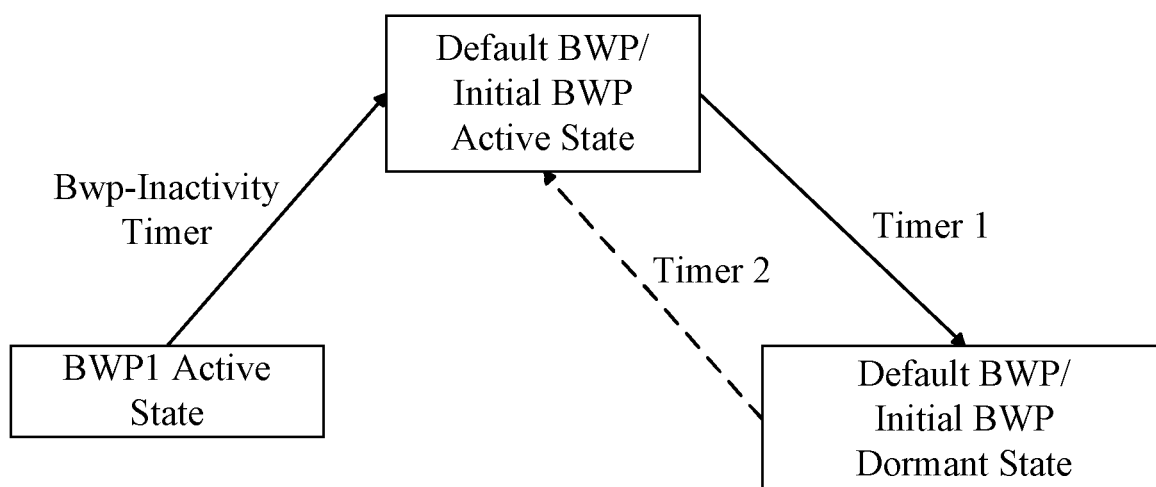 Default BWP/
Initial BWP
Active State
Bwp-Inactivity
Timer
Timer 1
Timer 2
BWP1 Active
State
Default BWP/
Initial BWP
Dormant State